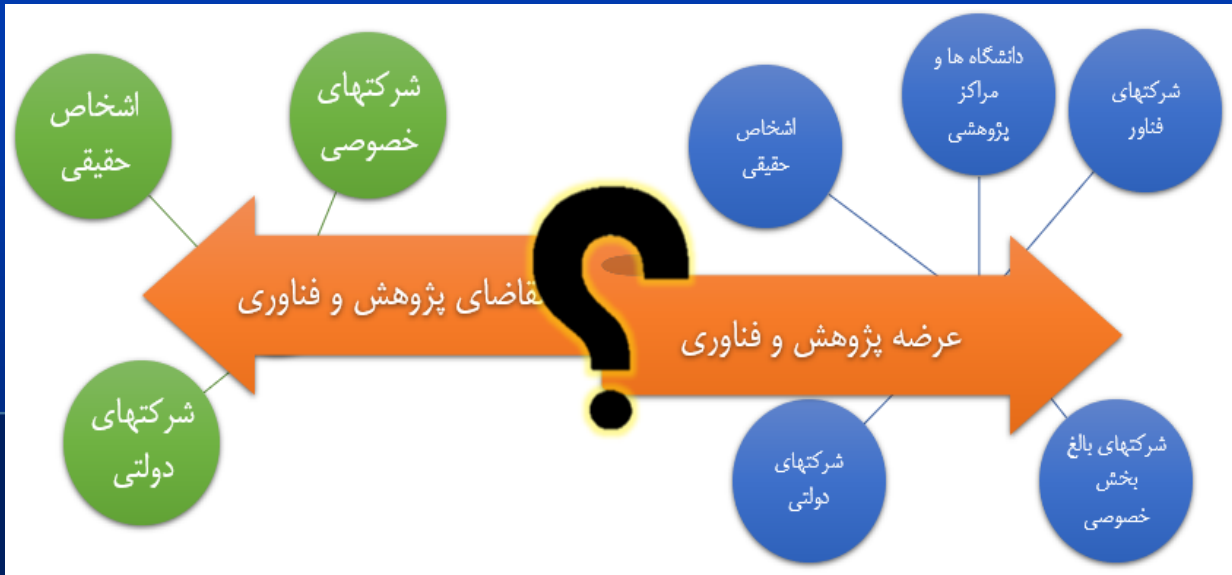 اشخاص
حقیقی
شرکتهای
خصوصی
تقاضای پژوهش و فناوری
شرکتهای
دولتی
دانشگاه ها و
مراکز
پژوهشی
شرکتهای
فناور
اشخاص
حقیقی
عرضه پژوهش و فناوری
شرکتهای
دولتی
شرکتهای بالغ
بخش
خصوصی
?